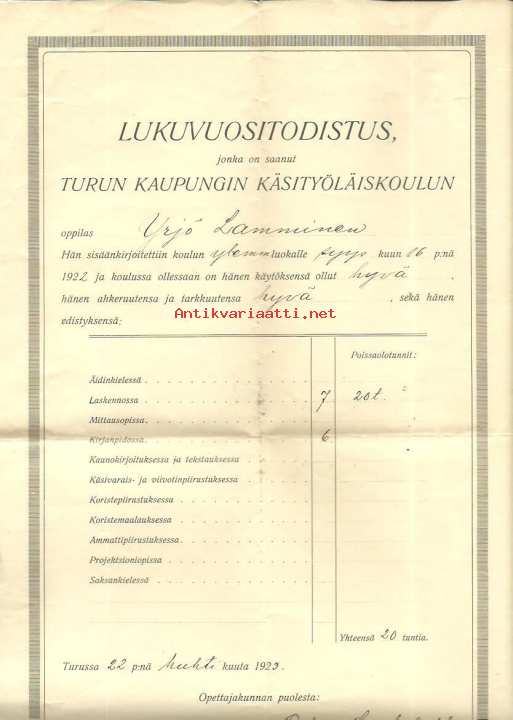 LUKUVUOSITODISTUS,
jonka on saanut
TURUN KAUPUNGIN KÄSITYÖLÄISKOULUN
oppilas Yrjö Lamminen
Hän sisäänkirjoitettiin koulun ylemm luokalle syys kuun 16 p:nä
1922 ja koulussa ollessaan on hänen käytöksensä ollut hyvä ,
hänen ahkeruutensa ja tarkkuutensa hyvä , sekä hänen
edistyksensä:
Antikvariaatti.net
Poissaolotunnit:
Äidinkielessä
Laskennossa 7 20 t. "
Mittausopissa "
Kirjanpidossa 6 "
Kaunokirjoituksessa ja tekstauksessa
Käsivarais- ja viivotinpiirustuksessa
Koristepiirustuksessa
Koristemaalauksessa
Ammattipiirustuksessa
Projektsioniopissa
Saksankielessä
Yhteensä 20 tuntia.
Turussa 22 p:nä huhti kuuta 1923.
Opettajakunnan puolesta: